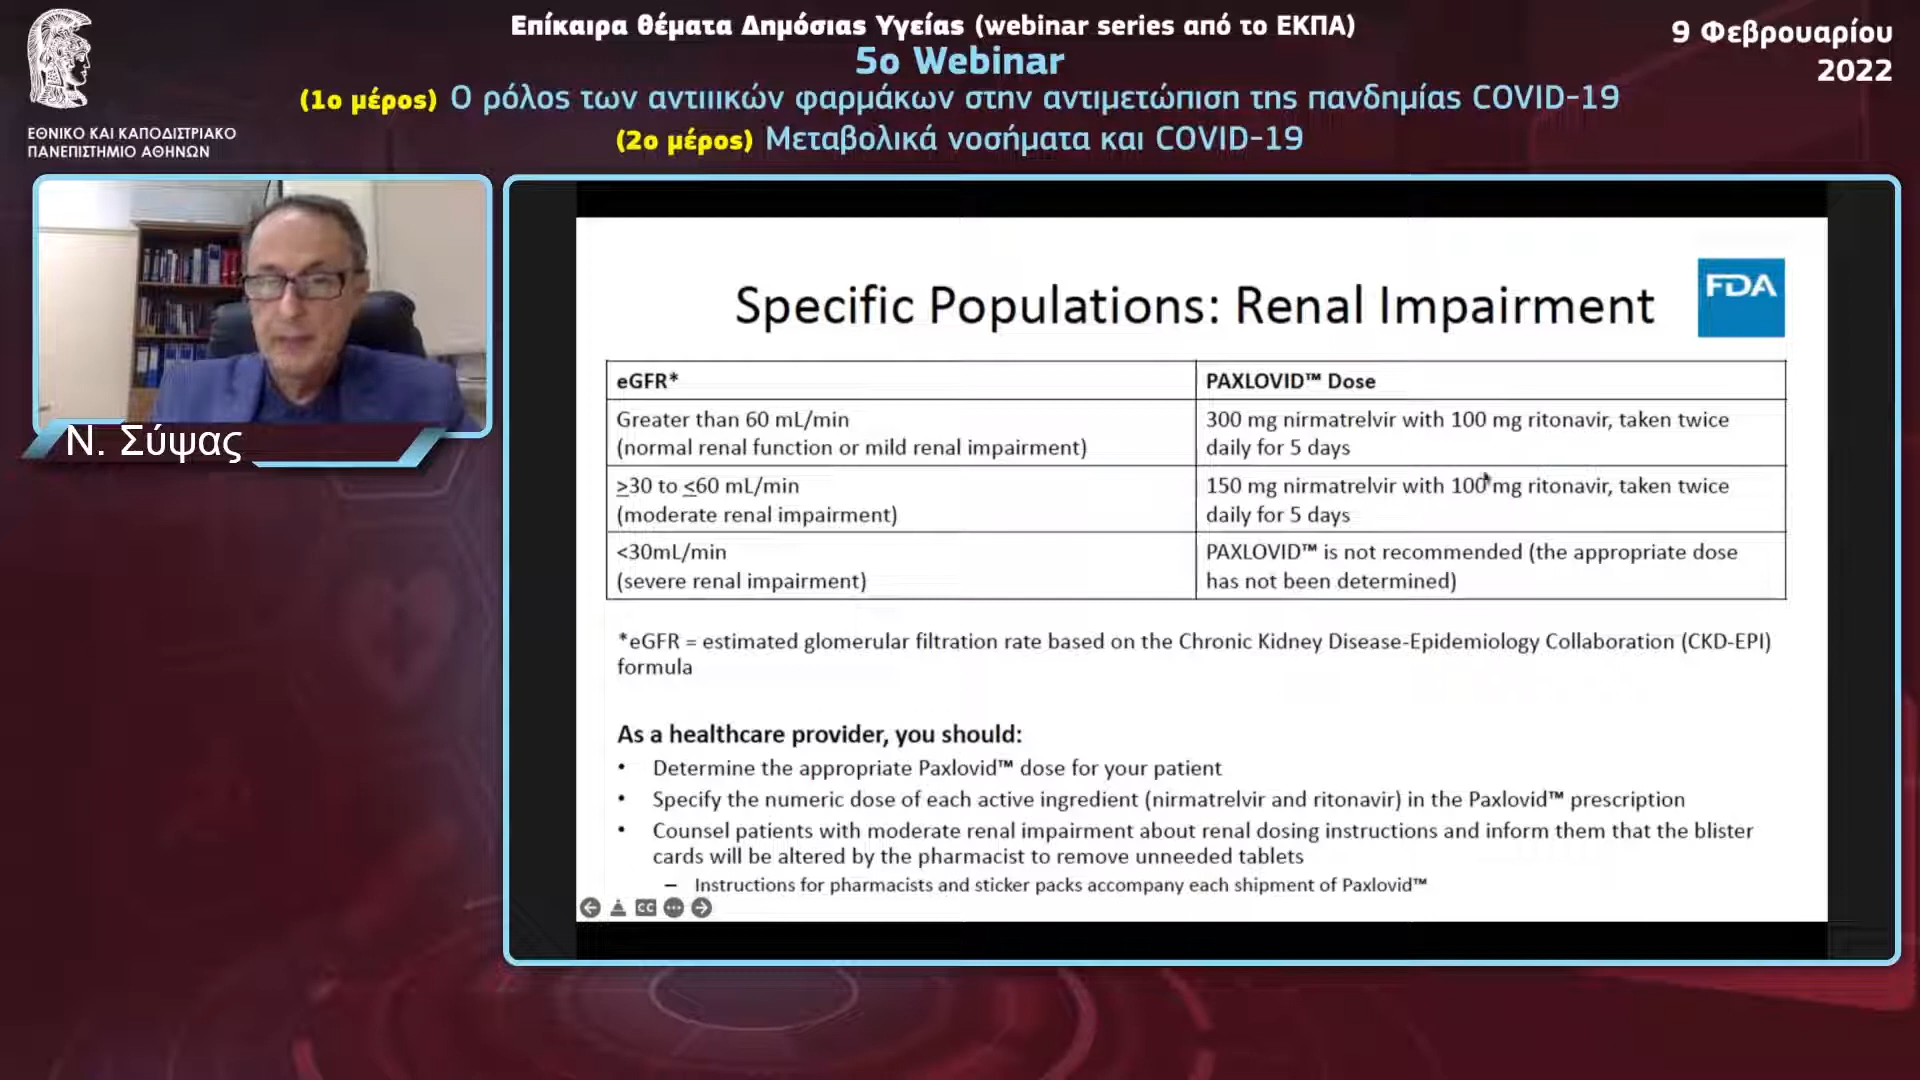 Επίκαιρα θέματα Δημόσιας Υγείας (webinar series από το ΕΚΠΑ)
5ο Webinar
(1ο μέρος) Ο ρόλος των αντιιικών φαρμάκων στην αντιμετώπιση της πανδημίας COVID-19
(2ο μέρος) Μεταβολικά νοσήματα και COVID-19
9 Φεβρουαρίου
2022
ΕΘΝΙΚΟ ΚΑΙ ΚΑΠΟΔΙΣΤΡΙΑΚΟ
ΠΑΝΕΠΙΣΤΗΜΙΟ ΑΘΗΝΩΝ
Ν. Σύψας
Specific Populations: Renal Impairment
FDA
eGFR*
PAXLOVID™ Dose
Greater than 60 mL/min
(normal renal function or mild renal impairment)
300 mg nirmatrelvir with 100 mg ritonavir, taken twice
daily for 5 days
≥30 to ≤60 mL/min
(moderate renal impairment)
150 mg nirmatrelvir with 100 mg ritonavir, taken twice
daily for 5 days
<30mL/min
(severe renal impairment)
PAXLOVID™ is not recommended (the appropriate dose
has not been determined)
*eGFR = estimated glomerular filtration rate based on the Chronic Kidney Disease-Epidemiology Collaboration (CKD-EPI)
formula
As a healthcare provider, you should:
• Determine the appropriate Paxlovid™ dose for your patient
• Specify the numeric dose of each active ingredient (nirmatrelvir and ritonavir) in the Paxlovid™ prescription
• Counsel patients with moderate renal impairment about renal dosing instructions and inform them that the blister
cards will be altered by the pharmacist to remove unneeded tablets
– Instructions for pharmacists and sticker packs accompany each shipment of Paxlovid™
CC